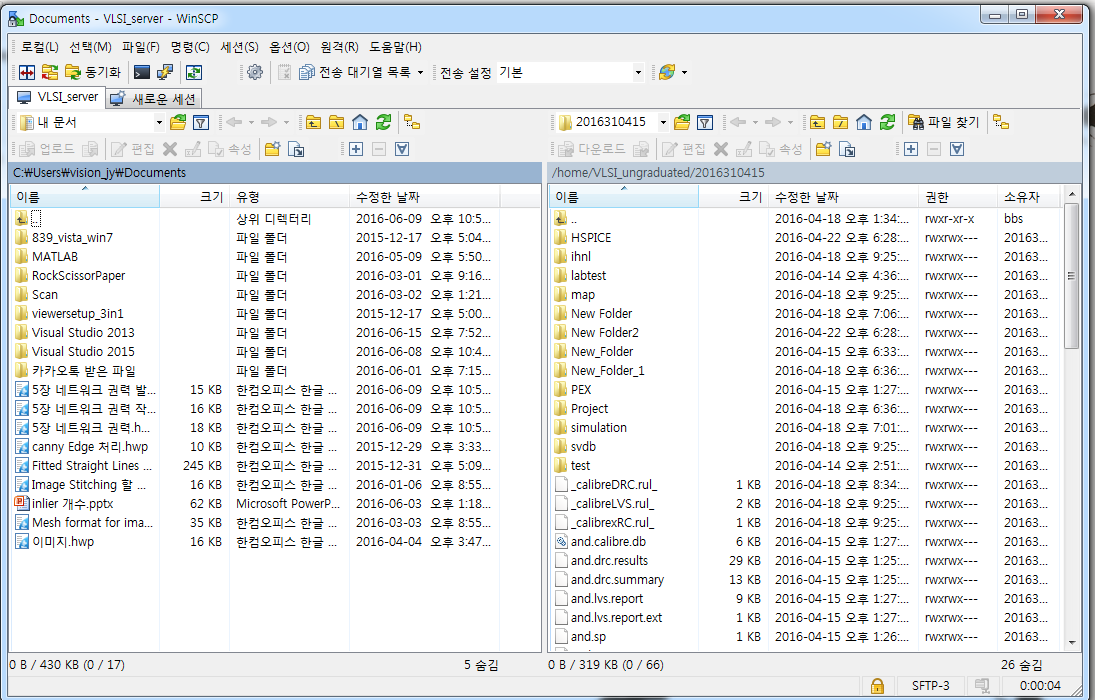 Documents - VLSI_server - WinSCP
로컬(L) 선택(M) 파일(F) 명령(C) 세션(S) 옵션(O) 원격(R) 도움말(H)
동기화 전송 대기열 목록 전송 설정 기본
VLSI_server 새로운 세션
내 문서 2016310415 파일 찾기
업로드 편집 속성 다운로드 편집 속성
C:₩Users₩vision_jy₩Documents
이름 크기 유형 수정한 날짜
.. 상위 디렉터리 2016-06-09 오후 10:5...
839_vista_win7 파일 폴더 2015-12-17 오후 5:04...
MATLAB 파일 폴더 2016-05-09 오후 5:50...
RockScissorPaper 파일 폴더 2016-03-01 오후 9:16...
Scan 파일 폴더 2016-03-02 오후 1:21...
viewersetup_3in1 파일 폴더 2015-12-17 오후 5:00...
Visual Studio 2013 파일 폴더 2016-06-15 오후 7:52...
Visual Studio 2015 파일 폴더 2016-06-08 오후 10:4...
카카오톡 받은 파일 파일 폴더 2016-06-01 오후 7:15...
5장 네트워크 권력 발... 15 KB 한컴오피스 한글 ... 2016-06-09 오후 10:5...
5장 네트워크 권력 작... 16 KB 한컴오피스 한글 ... 2016-06-09 오후 10:5...
5장 네트워크 권력.h... 18 KB 한컴오피스 한글 ... 2016-06-09 오후 10:5...
canny Edge 처리.hwp 10 KB 한컴오피스 한글 ... 2015-12-29 오후 3:33...
Fitted Straight Lines ... 245 KB 한컴오피스 한글 ... 2015-12-31 오후 5:09...
Image Stitching 할 ... 16 KB 한컴오피스 한글 ... 2016-01-06 오후 8:55...
inlier 개수.pptx 62 KB Microsoft PowerP... 2016-06-03 오후 1:18...
Mesh format for ima... 35 KB 한컴오피스 한글 ... 2016-03-03 오후 8:55...
이미지.hwp 16 KB 한컴오피스 한글 ... 2016-04-04 오후 3:47...
0 B / 430 KB (0 / 17) 5 숨김
/home/VLSI_ungraduated/2016310415
이름 크기 수정한 날짜 권한 소유자
.. 2016-04-18 오후 1:34:... rwxr-xr-x bbs
HSPICE 2016-04-22 오후 6:28:... rwxrwx--- 20163...
ihnl 2016-04-18 오후 9:25:... rwxrwx--- 20163...
labtest 2016-04-14 오후 4:36:... rwxrwx--- 20163...
map 2016-04-18 오후 9:25:... rwxrwx--- 20163...
New Folder 2016-04-18 오후 7:06:... rwxrwx--- 20163...
New Folder2 2016-04-22 오후 6:28:... rwxrwx--- 20163...
New_Folder 2016-04-15 오후 6:33:... rwxrwx--- 20163...
New_Folder_1 2016-04-18 오후 6:36:... rwxrwx--- 20163...
PEX 2016-04-15 오후 1:27:... rwxrwx--- 20163...
Project 2016-04-18 오후 6:36:... rwxrwx--- 20163...
simulation 2016-04-18 오후 7:01:... rwxrwx--- 20163...
svdb 2016-04-18 오후 9:25:... rwxrwx--- 20163...
test 2016-04-14 오후 2:51:... rwxrwx--- 20163...
_calibreDRC.rul_ 1 KB 2016-04-18 오후 8:34:... rwxrwx--- 20163...
_calibreLVS.rul_ 2 KB 2016-04-18 오후 9:25:... rwxrwx--- 20163...
_calibrexRC.rul_ 1 KB 2016-04-18 오후 9:25:... rwxrwx--- 20163...
and.calibre.db 6 KB 2016-04-15 오후 1:27:... rwxrwx--- 20163...
and.drc.results 29 KB 2016-04-15 오후 1:25:... rwxrwx--- 20163...
and.drc.summary 13 KB 2016-04-15 오후 1:25:... rwxrwx--- 20163...
and.lvs.report 9 KB 2016-04-15 오후 1:27:... rwxrwx--- 20163...
and.lvs.report.ext 1 KB 2016-04-15 오후 1:27:... rwxrwx--- 20163...
and.sp 1 KB 2016-04-15 오후 1:26:... rwxrwx--- 20163...
0 B / 319 KB (0 / 66) 26 숨김
SFTP-3 0:00:04